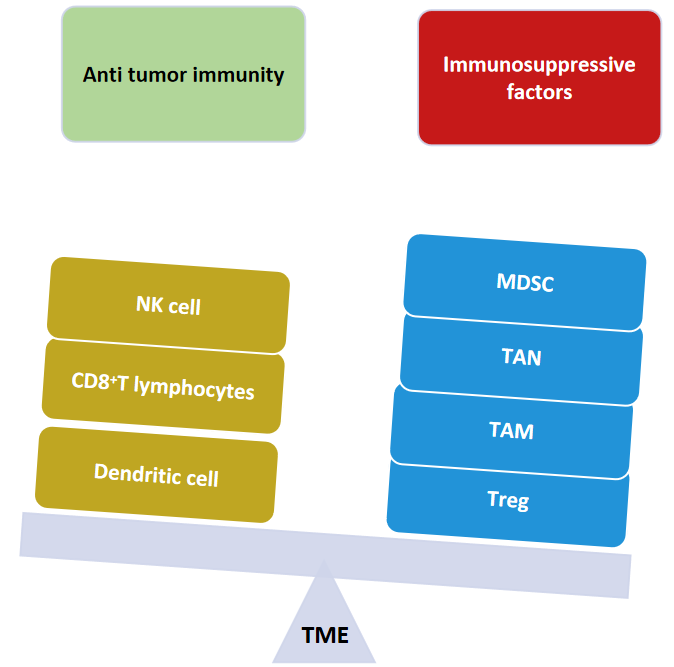 Anti tumor immunity
Immunosuppressive
factors
NK cell
CD8⁺T lymphocytes
Dendritic cell
MDSC
TAN
TAM
Treg
TME